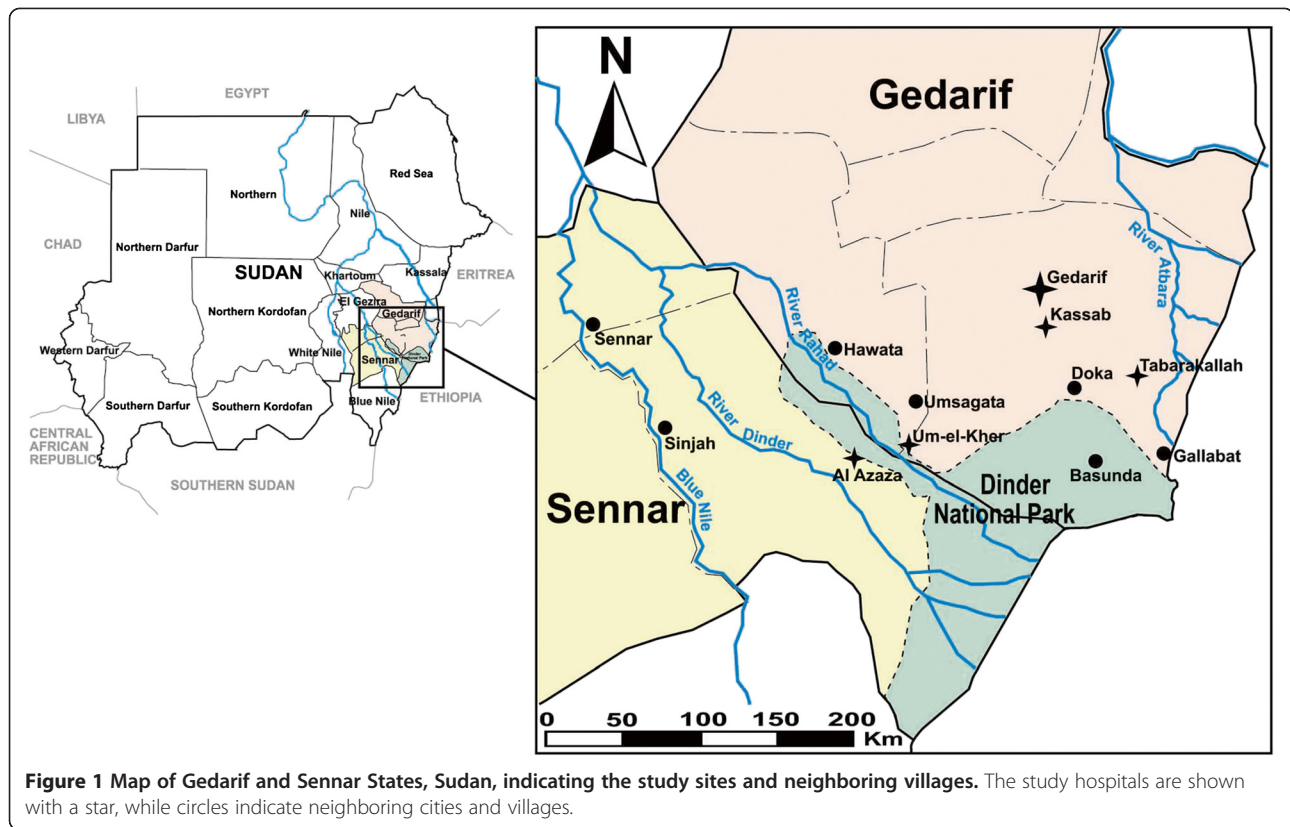 EGYPT
LIBYA
Red Sea
Northern
Nile
CHAD
Northern Darfur
SUDAN
Khartoum
Kassala
ERITREA
El Gezira
Northern Kordofan
Gedarif
Western Darfur
White Nile
Sennar
Dinder
National Park
Southern Darfur
Southern Kordofan
Blue Nile
ETHIOPIA
CENTRAL
AFRICAN
REPUBLIC
SOUTHERN SUDAN
N
Gedarif
River Atbara
Gedarif
Kassab
River Rahad
Sennar
Hawata
Tabarakallah
Doka
Umsagata
River Dinder
Sinjah
Um-el-Kher
Gallabat
Al Azaza
Basunda
Blue Nile
Dinder
National Park
Sennar
0 50 100 150 200
Km
Figure 1 Map of Gedarif and Sennar States, Sudan, indicating the study sites and neighboring villages. The study hospitals are shown
with a star, while circles indicate neighboring cities and villages.